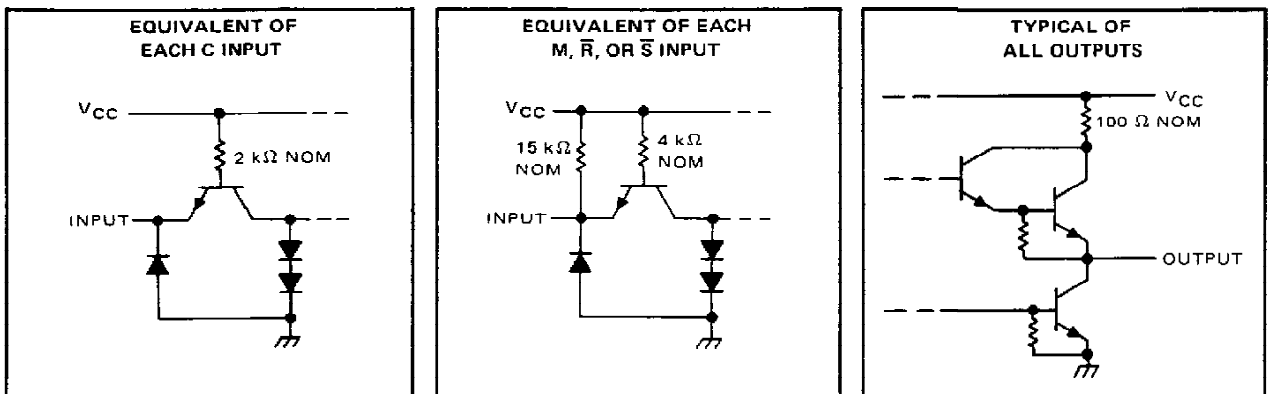 EQUIVALENT OF
EACH C INPUT
VCC
2 kΩ NOM
INPUT
EQUIVALENT OF EACH
M, R̅, OR S̅ INPUT
VCC
15 kΩ
NOM
4 kΩ
NOM
INPUT
TYPICAL OF
ALL OUTPUTS
VCC
100 Ω NOM
OUTPUT